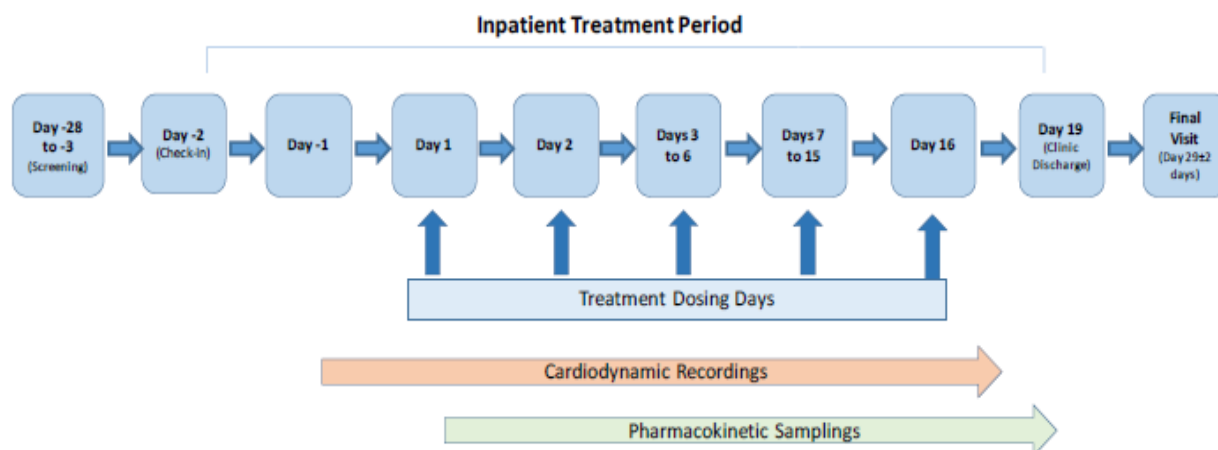 Inpatient Treatment Period
Day -28
to -3
(Screening)
Day -2
(Check-in)
Day -1
Day 1
Day 2
Days 3
to 6
Days 7
to 15
Day 16
Day 19
(Clinic
Discharge)
Final
Visit
(Day 29±2
days)
Treatment Dosing Days
Cardiodynamic Recordings
Pharmacokinetic Samplings